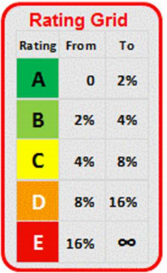 Rating Grid
Rating From To
A 0 2%
B 2% 4%
C 4% 8%
D 8% 16%
E 16% ∞